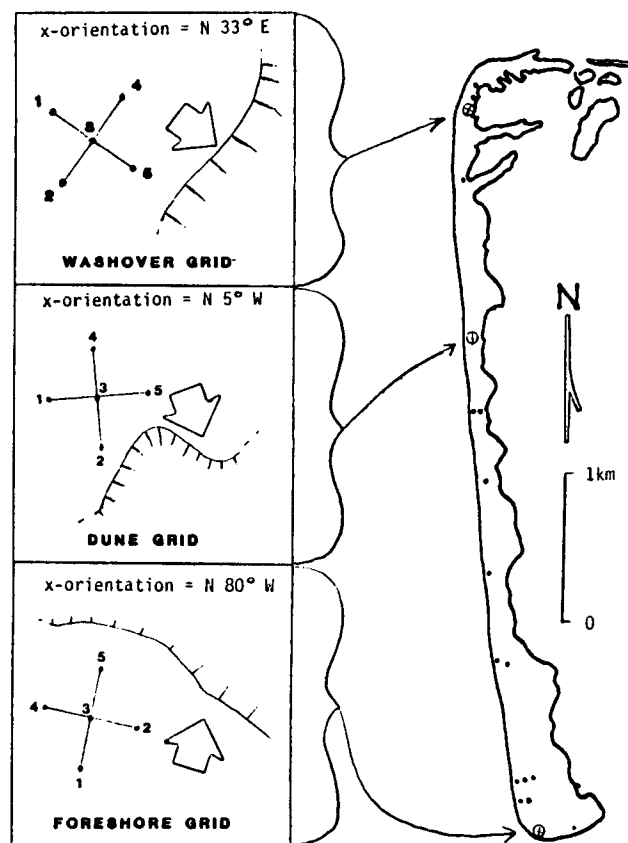 x-orientation = N 33° E
1
4
8
2
5
WASHOVER GRID
x-orientation = N 5° W
4
1
3
5
2
DUNE GRID
x-orientation = N 80° W
5
4
3
2
1
FORESHORE GRID
N
1km
0